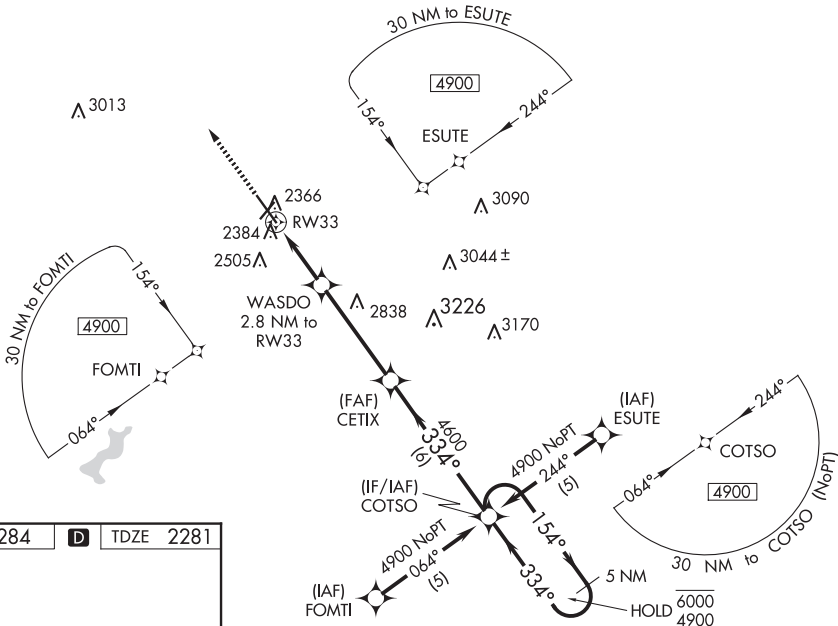 30 NM to ESUTE
4900
154°
244°
ESUTE
3013
2366
RW33
2384
2505
3090
3044 ±
WASDO
2.8 NM to
RW33
2838
3226
3170
30 NM to FOMTI
154°
4900
FOMTI
064°
(FAF)
CETIX
4600
334°
(6)
(IAF)
ESUTE
4900 NoPT
244°
(5)
244°
COTSO
064°
4900
30 NM to COTSO (NoPT)
(IF/IAF)
COTSO
154°
334°
5 NM
HOLD 6000
4900
4900 NoPT
064°
(5)
(IAF)
FOMTI
284 D TDZE 2281